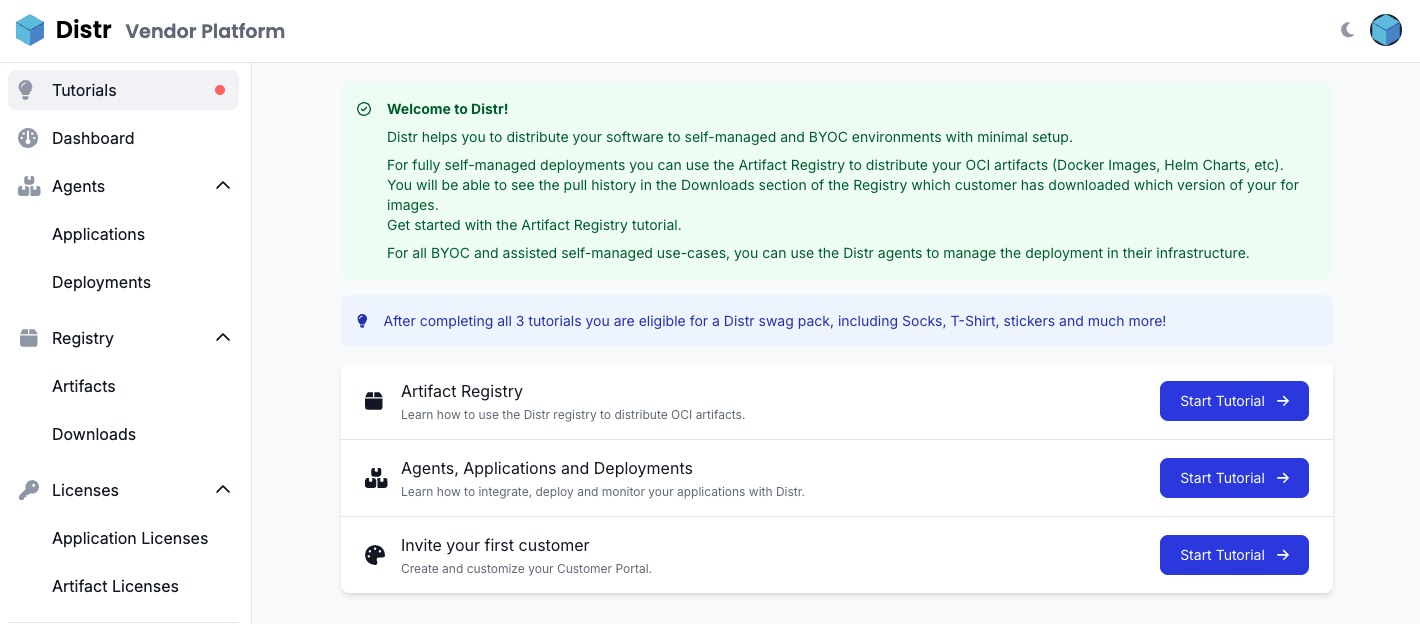 Distr Vendor Platform
Tutorials
Dashboard
Agents
Applications
Deployments
Registry
Artifacts
Downloads
Licenses
Application Licenses
Artifact Licenses
Welcome to Distr!
Distr helps you to distribute your software to self-managed and BYOC environments with minimal setup.
For fully self-managed deployments you can use the Artifact Registry to distribute your OCI artifacts (Docker Images, Helm Charts, etc).
You will be able to see the pull history in the Downloads section of the Registry which customer has downloaded which version of your for
images.
Get started with the Artifact Registry tutorial.
For all BYOC and assisted self-managed use-cases, you can use the Distr agents to manage the deployment in their infrastructure.
After completing all 3 tutorials you are eligible for a Distr swag pack, including Socks, T-Shirt, stickers and much more!
Artifact Registry
Learn how to use the Distr registry to distribute OCI artifacts.
Start Tutorial
Agents, Applications and Deployments
Learn how to integrate, deploy and monitor your applications with Distr.
Start Tutorial
Invite your first customer
Create and customize your Customer Portal.
Start Tutorial